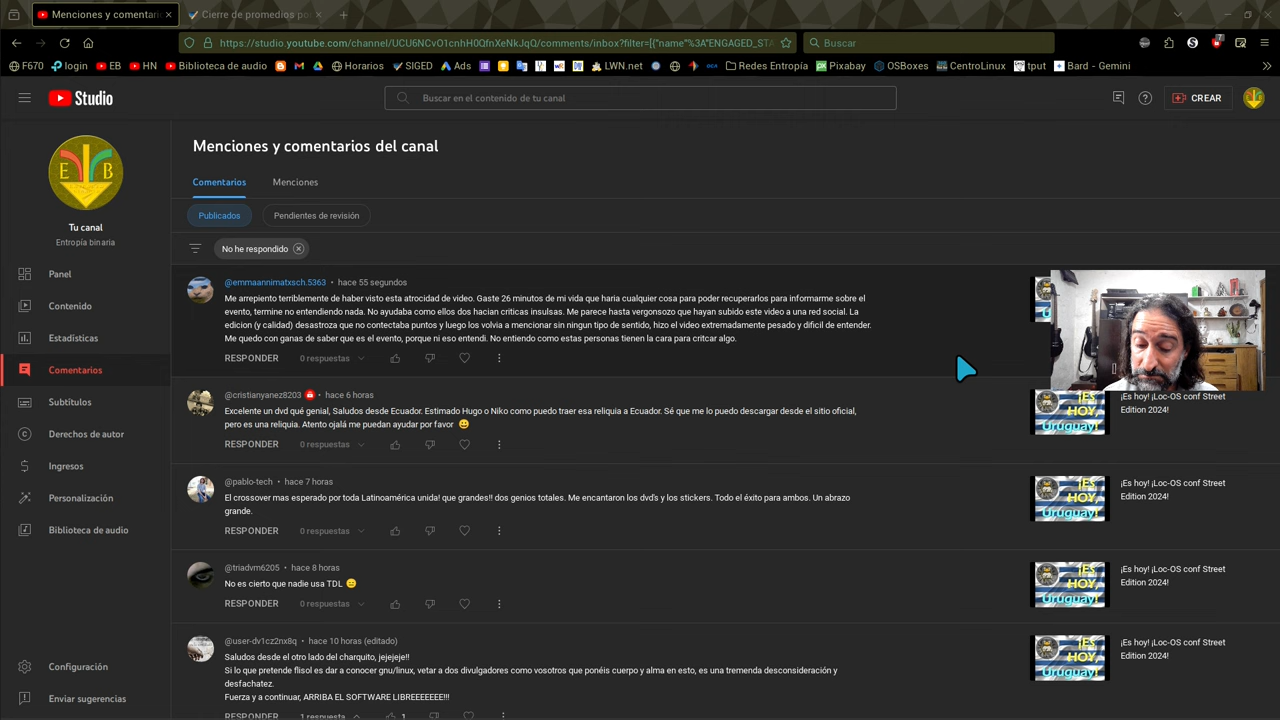 Menciones y comentari
Cierre de promedios po
https://studio.youtube.com/channel/UCU6NCvO1cnhH0QfnXeNkJqQ/comments/inbox?filter=[{"name"%3A"ENGAGED_STA
Buscar
F670
login
EB
HN
Biblioteca de audio
Horarios
SIGED
Ads
LWN.net
Redes Entropía
Pixabay
OSBoxes
CentroLinux
tput
Bard - Gemini
Studio
Buscar en el contenido de tu canal
CREAR
E B
Tu canal
Entropía binaria
Panel
Contenido
Estadísticas
Comentarios
Subtítulos
Derechos de autor
Ingresos
Personalización
Biblioteca de audio
Configuración
Enviar sugerencias
Menciones y comentarios del canal
Comentarios
Menciones
Publicados
Pendientes de revisión
No he respondido
@emmaannimatxsch.5363 • hace 55 segundos
Me arrepiento terriblemente de haber visto esta atrocidad de video. Gaste 26 minutos de mi vida que haria cualquier cosa para poder recuperarlos para informarme sobre el
evento, termine no entendiendo nada. No ayudaba como ellos dos hacian criticas insulsas. Me parece hasta vergonsozo que hayan subido este video a una red social. La
edicion (y calidad) desastroza que no contectaba puntos y luego los volvia a mencionar sin ningun tipo de sentido, hizo el video extremadamente pesado y dificil de entender.
Me quedo con ganas de saber que es el evento, porque ni eso entendi. No entiendo como estas personas tienen la cara para critcar algo.
RESPONDER 0 respuestas
@cristianyanez8203 • hace 6 horas
Excelente un dvd qué genial, Saludos desde Ecuador. Estimado Hugo o Niko como puedo traer esa reliquia a Ecuador. Sé que me lo puedo descargar desde el sitio oficial,
pero es una reliquia. Atento ojalá me puedan ayudar por favor 😃
RESPONDER 0 respuestas
¡ES
HOY,
Uruguay!
¡Es hoy! ¡Loc-OS conf Street
Edition 2024!
@pablo-tech • hace 7 horas
El crossover mas esperado por toda Latinoamérica unida! que grandes!! dos genios totales. Me encantaron los dvd's y los stickers. Todo el éxito para ambos. Un abrazo
grande.
RESPONDER 0 respuestas
¡ES
HOY,
Uruguay!
¡Es hoy! ¡Loc-OS conf Street
Edition 2024!
@triadvm6205 • hace 8 horas
No es cierto que nadie usa TDL 😑
RESPONDER 0 respuestas
¡ES
HOY,
Uruguay!
¡Es hoy! ¡Loc-OS conf Street
Edition 2024!
@user-dv1cz2nx8q • hace 10 horas (editado)
Saludos desde el otro lado del charquito, jejejeje!!
Si lo que pretende flisol es dar a conocer gnu/linux, vetar a dos divulgadores como vosotros que ponéis cuerpo y alma en esto, es una tremenda desconsideración y
desfachatez.
Fuerza y a continuar, ARRIBA EL SOFTWARE LIBREEEEEEE!!!
RESPONDER 1 respuesta 1
¡ES
HOY,
Uruguay!
¡Es hoy! ¡Loc-OS conf Street
Edition 2024!